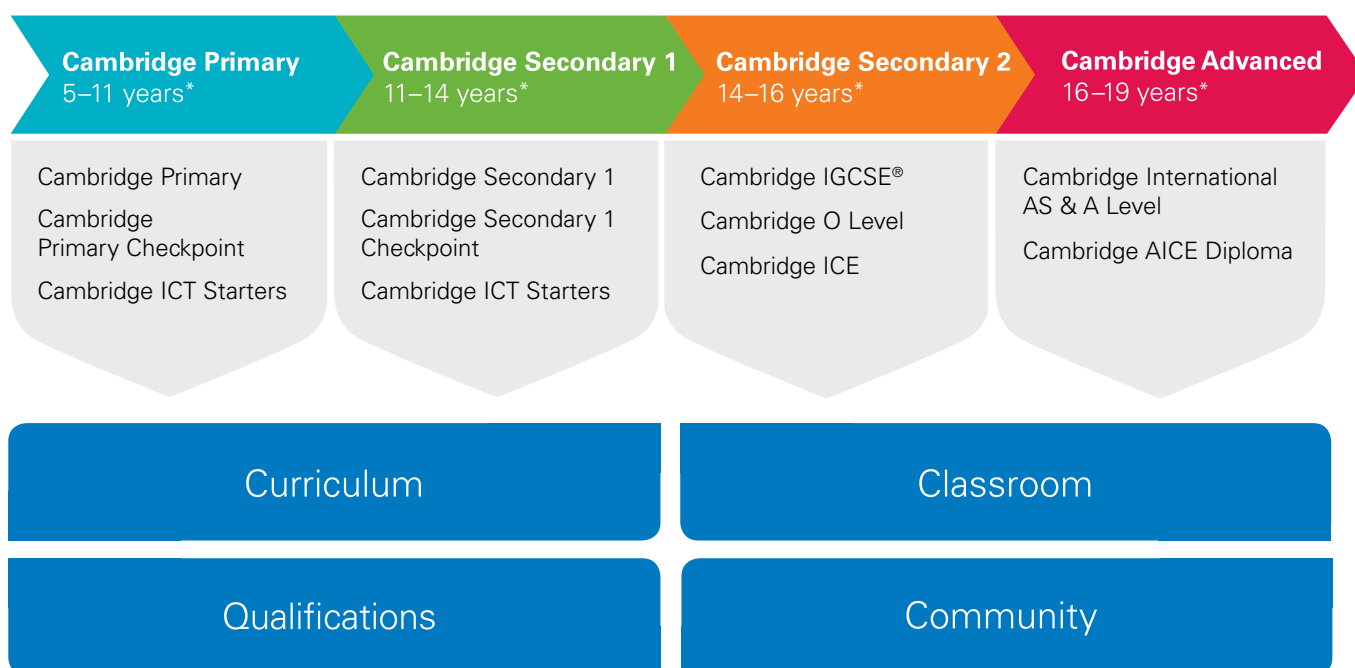 Cambridge Primary
5–11 years*
Cambridge Secondary 1
11–14 years*
Cambridge Secondary 2
14–16 years*
Cambridge Advanced
16–19 years*
Cambridge Primary
Cambridge
Primary Checkpoint
Cambridge ICT Starters
Cambridge Secondary 1
Cambridge Secondary 1
Checkpoint
Cambridge ICT Starters
Cambridge IGCSE®
Cambridge O Level
Cambridge ICE
Cambridge International
AS & A Level
Cambridge AICE Diploma
Curriculum
Classroom
Qualifications
Community